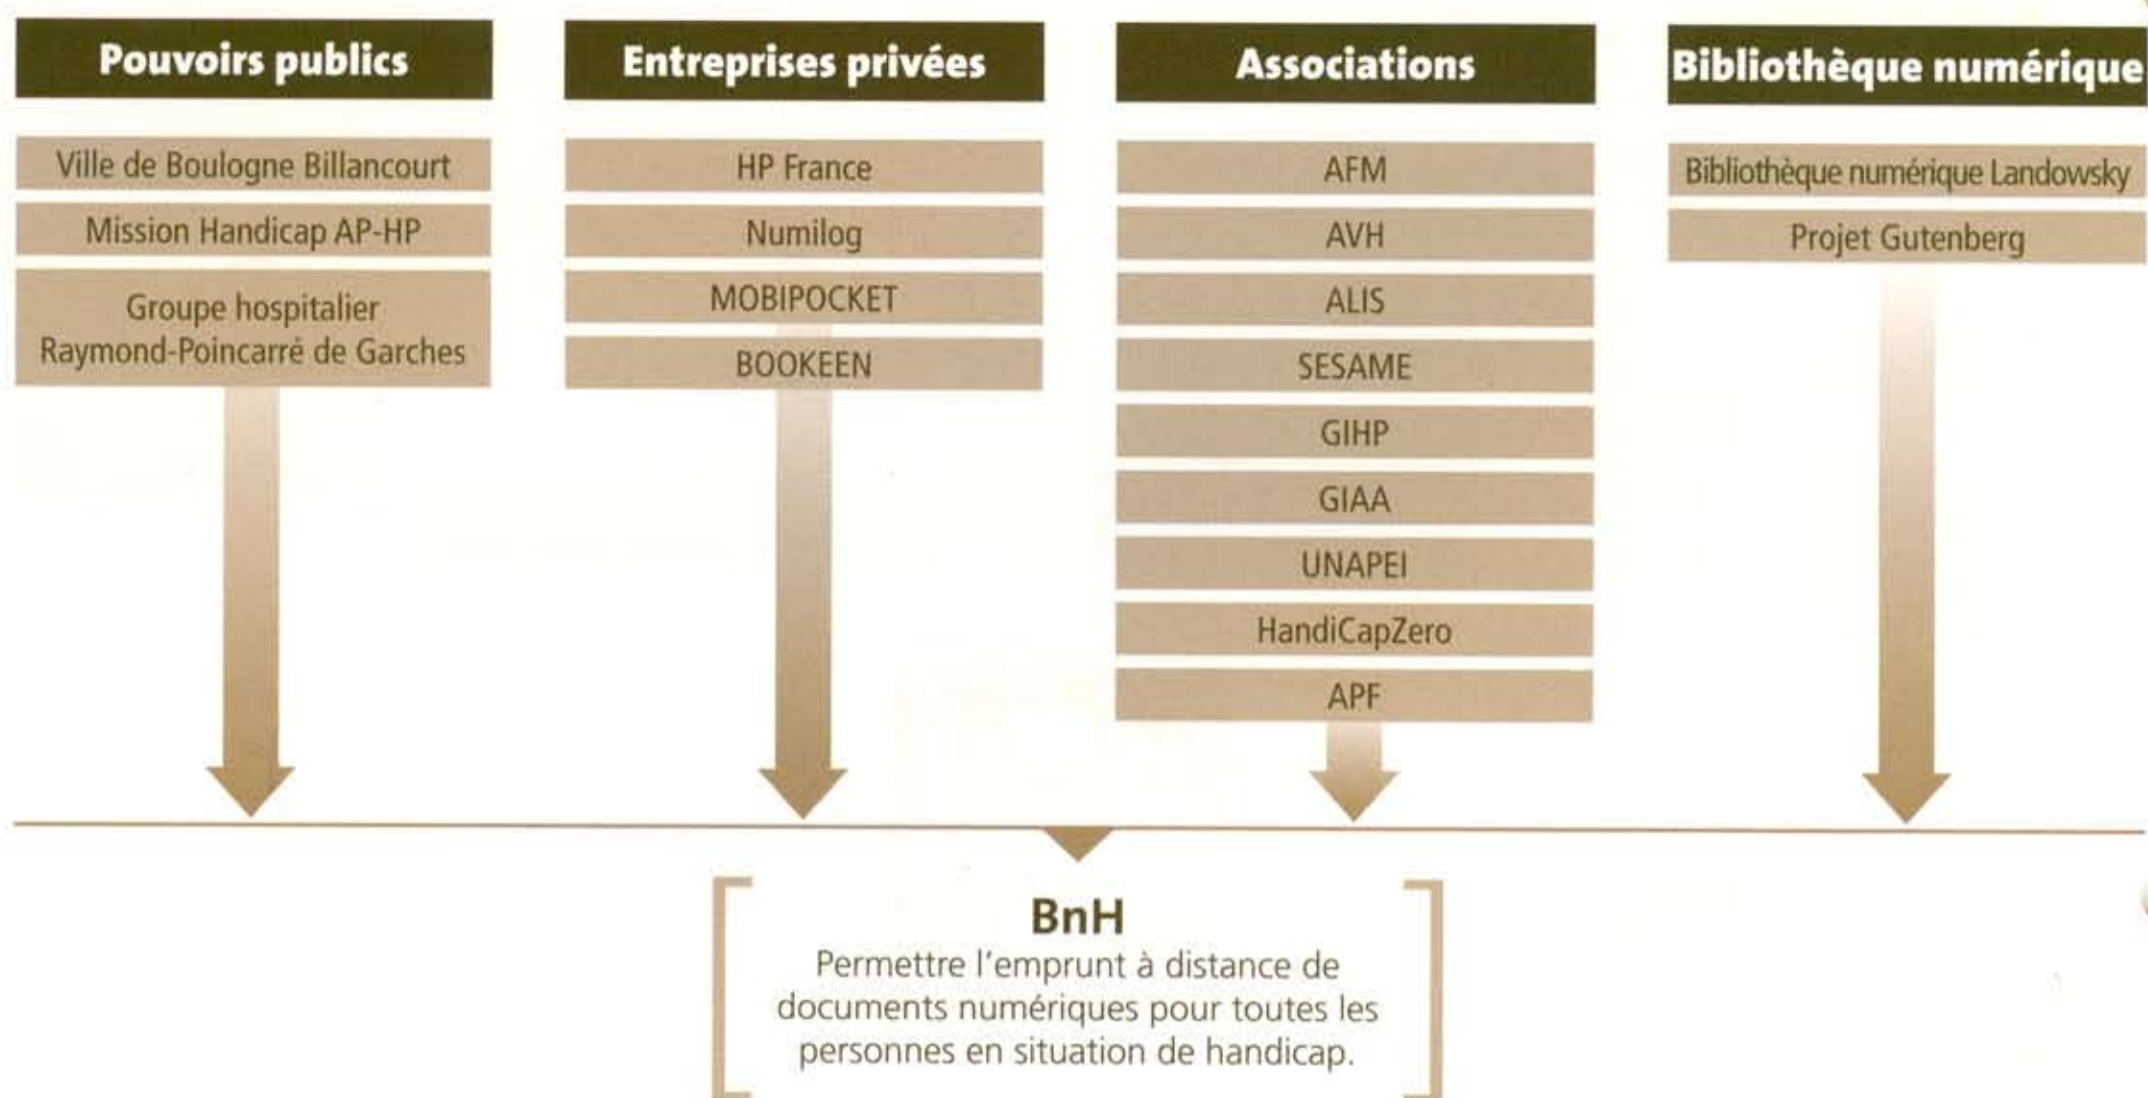 Pouvoirs publics
Ville de Boulogne Billancourt
Mission Handicap AP-HP
Groupe hospitalier
Raymond-Poincarré de Garches
Entreprises privées
HP France
Numilog
MOBIPOCKET
BOOKEEN
Associations
AFM
AVH
ALIS
SESAME
GIHP
GIAA
UNAPEI
HandiCapZero
APF
Bibliothèque numérique
Bibliothèque numérique Landowsky
Projet Gutenberg
BnH
Permettre l'emprunt à distance de
documents numériques pour toutes les
personnes en situation de handicap.